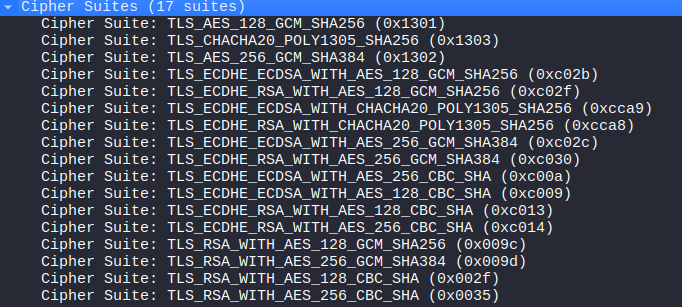 Cipher Suites (17 suites)
Cipher Suite: TLS_AES_128_GCM_SHA256 (0x1301)
Cipher Suite: TLS_CHACHA20_POLY1305_SHA256 (0x1303)
Cipher Suite: TLS_AES_256_GCM_SHA384 (0x1302)
Cipher Suite: TLS_ECDHE_ECDSA_WITH_AES_128_GCM_SHA256 (0xc02b)
Cipher Suite: TLS_ECDHE_RSA_WITH_AES_128_GCM_SHA256 (0xc02f)
Cipher Suite: TLS_ECDHE_ECDSA_WITH_CHACHA20_POLY1305_SHA256 (0xcca9)
Cipher Suite: TLS_ECDHE_RSA_WITH_CHACHA20_POLY1305_SHA256 (0xcca8)
Cipher Suite: TLS_ECDHE_ECDSA_WITH_AES_256_GCM_SHA384 (0xc02c)
Cipher Suite: TLS_ECDHE_RSA_WITH_AES_256_GCM_SHA384 (0xc030)
Cipher Suite: TLS_ECDHE_ECDSA_WITH_AES_256_CBC_SHA (0xc00a)
Cipher Suite: TLS_ECDHE_ECDSA_WITH_AES_128_CBC_SHA (0xc009)
Cipher Suite: TLS_ECDHE_RSA_WITH_AES_128_CBC_SHA (0xc013)
Cipher Suite: TLS_ECDHE_RSA_WITH_AES_256_CBC_SHA (0xc014)
Cipher Suite: TLS_RSA_WITH_AES_128_GCM_SHA256 (0x009c)
Cipher Suite: TLS_RSA_WITH_AES_256_GCM_SHA384 (0x009d)
Cipher Suite: TLS_RSA_WITH_AES_128_CBC_SHA (0x002f)
Cipher Suite: TLS_RSA_WITH_AES_256_CBC_SHA (0x0035)